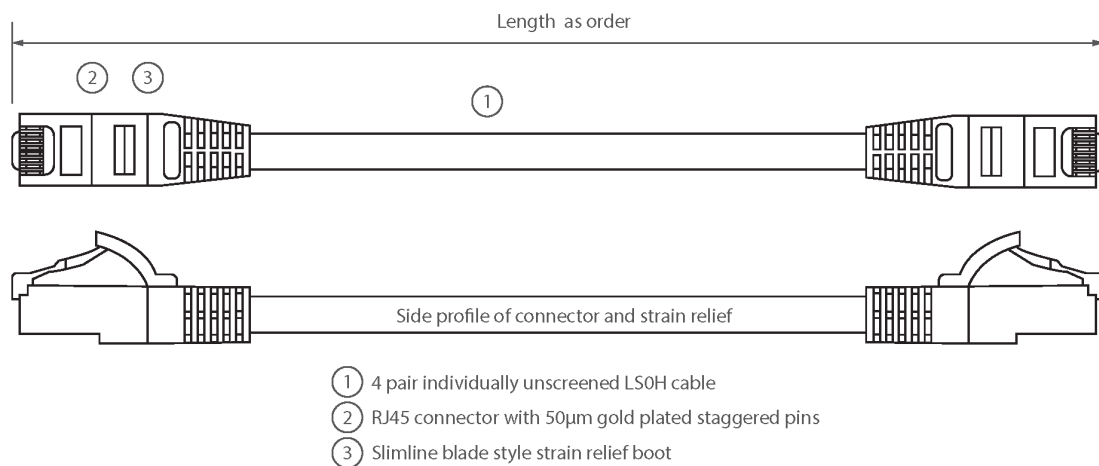 Length as order
2 3
1
Side profile of connector and strain relief
1 4 pair individually unscreened LS0H cable
2 RJ45 connector with 50µm gold plated staggered pins
3 Slimline blade style strain relief boot